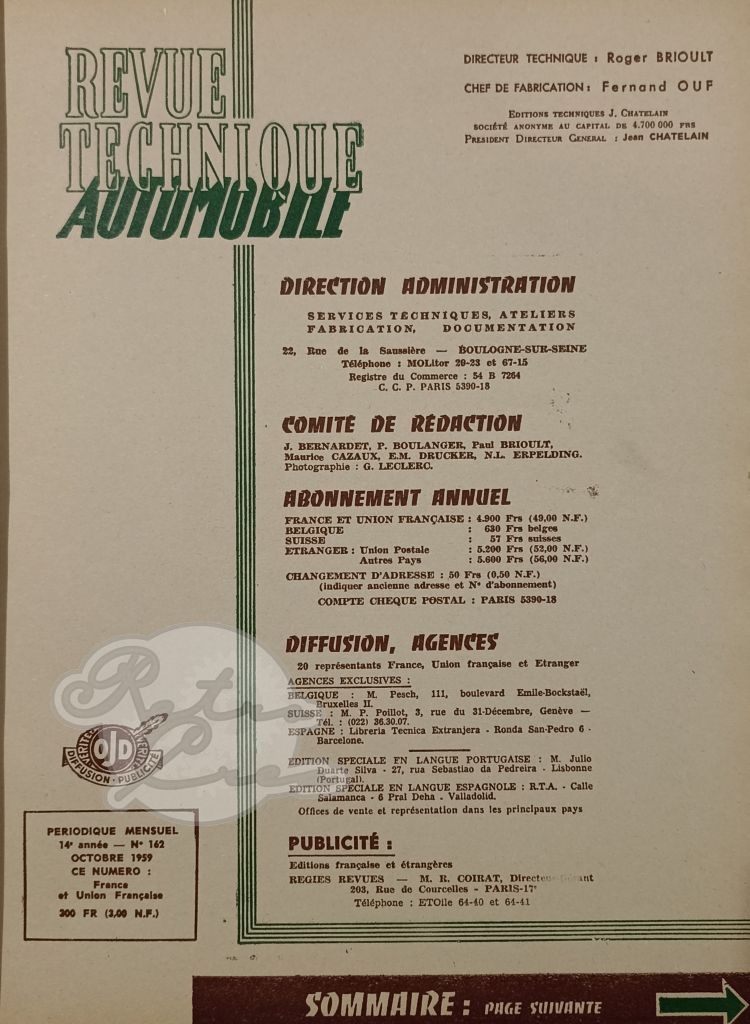 REVUE
TECHNIQUE
AUTOMOBILE
DIRECTEUR TECHNIQUE : Roger BRIOULT
CHEF DE FABRICATION : Fernand OUF
EDITIONS TECHNIQUES J. CHATELAIN
SOCIÉTÉ ANONYME AU CAPITAL DE 4.700 000 FRS
PRESIDENT DIRECTEUR GENERAL : Jean CHATELAIN
DIRECTION ADMINISTRATION
SERVICES TECHNIQUES, ATELIERS
FABRICATION, DOCUMENTATION
22, Rue de la Saussière — BOULOGNE-SUR-SEINE
Téléphone : MOLitor 29-23 et 67-15
Registre du Commerce : 54 B 7264
C. C. P. PARIS 5390-18
COMITÉ DE RÉDACTION
J. BERNARDET, P. BOULANGER, Paul BRIOULT,
Maurice CAZAUX, E.M. DRUCKER, N.L. ERPELDING.
Photographie : G. LECLERC.
ABONNEMENT ANNUEL
FRANCE ET UNION FRANÇAISE : 4.900 Frs (49,00 N.F.)
BELGIQUE : 630 Frs belges
SUISSE : 57 Frs suisses
ETRANGER : Union Postale : 5.200 Frs (52,00 N.F.)
Autres Pays : 5.600 Frs (56,00 N.F.)
CHANGEMENT D'ADRESSE : 50 Frs (0,50 N.F.)
(indiquer ancienne adresse et N° d'abonnement)
COMPTE CHEQUE POSTAL : PARIS 5390-18
DIFFUSION, AGENCES
20 représentants France, Union française et Etranger
AGENCES EXCLUSIVES :
BELGIQUE : M. Pesch, 111, boulevard Emile-Bockstaël,
Bruxelles II.
SUISSE : M. P. Poillot, 3, rue du 31-Décembre, Genève —
Tél. : (022) 36.30.07.
ESPAGNE : Libreria Tecnica Extranjera - Ronda San-Pedro 6 -
Barcelone.
EDITION SPECIALE EN LANGUE PORTUGAISE : M. Julio
Duarte Silva - 27, rua Sebastiao da Pedreira - Lisbonne
(Portugal).
EDITION SPECIALE EN LANGUE ESPAGNOLE : R.T.A. - Calle
Salamanca - 6 Pral Deha - Valladolid.
Offices de vente et représentation dans les principaux pays
PUBLICITÉ :
Editions française et étrangères
REGIES REVUES — M. R. COIRAT, Directeur-Gérant
203, Rue de Courcelles - PARIS-17e
Téléphone : ETOile 64-40 et 64-41
OJD
DIFFUSION - PUBLICITÉ
PERIODIQUE MENSUEL
14e année — N° 162
OCTOBRE 1959
CE NUMERO :
France
et Union Française
300 FR (3,00 N.F.)
SOMMAIRE : PAGE SUIVANTE